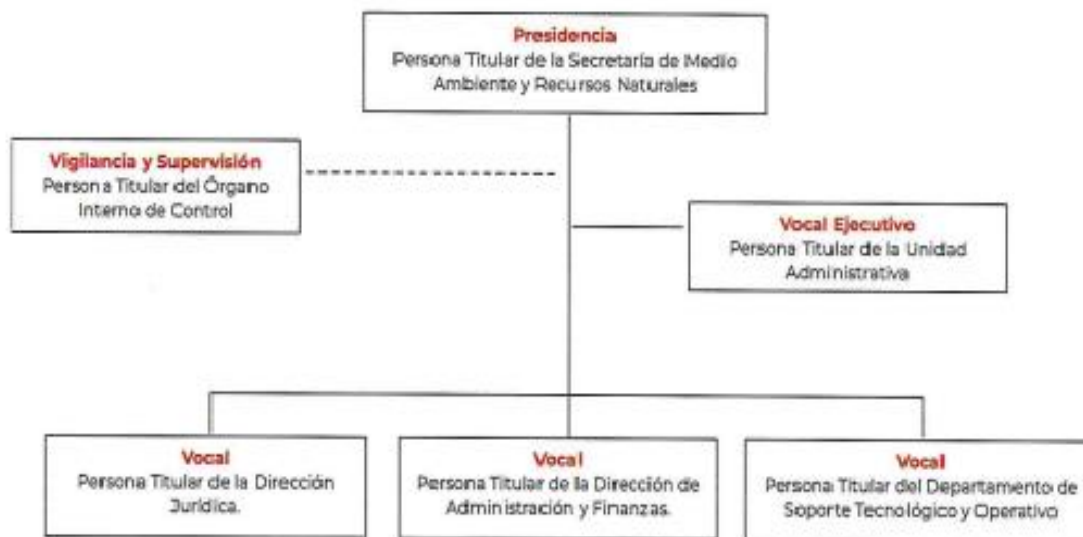 Presidencia
Persona Titular de la Secretaría de Medio
Ambiente y Recursos Naturales
Vigilancia y Supervisión
Persona Titular del Órgano
Interno de Control
Vocal Ejecutivo
Persona Titular de la Unidad
Administrativa
Vocal
Persona Titular de la Dirección
Jurídica.
Vocal
Persona Titular de la Dirección de
Administración y Finanzas.
Vocal
Persona Titular del Departamento de
Soporte Tecnológico y Operativo